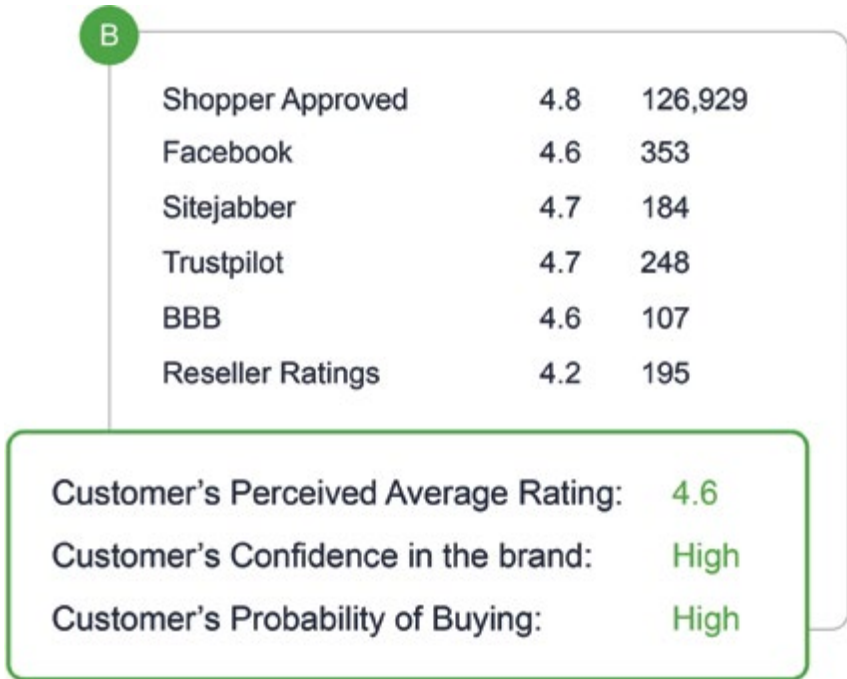 B
Shopper Approved 4.8 126,929
Facebook 4.6 353
Sitejabber 4.7 184
Trustpilot 4.7 248
BBB 4.6 107
Reseller Ratings 4.2 195
Customer’s Perceived Average Rating: 4.6
Customer’s Confidence in the brand: High
Customer’s Probability of Buying: High